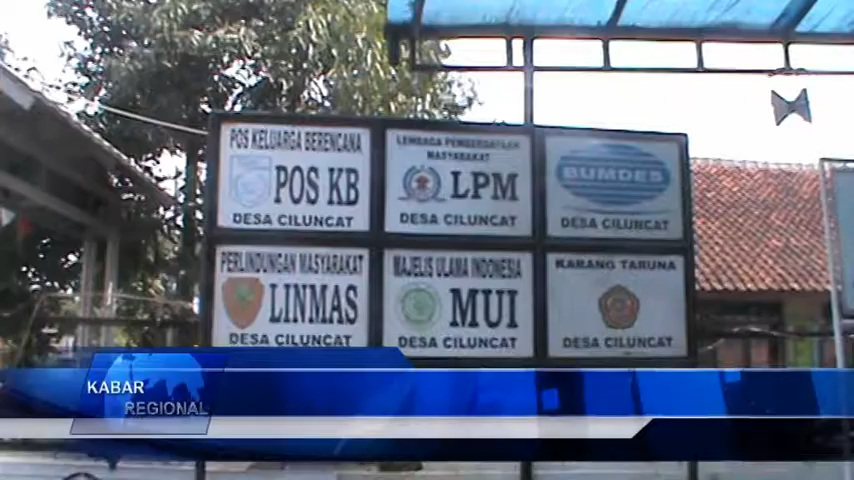 POS KELUARGA BERENCANA
POS KB
DESA CILUNCAT
LEMBAGA PEMBERDAYAAN
MASYARAKAT
LPM
DESA CILUNCAT
BUMDES
DESA CILUNCAT
PERLINDUNGAN MASYARAKAT
LINMAS
DESA CILUNCAT
MAJELIS ULAMA INDONESIA
MUI
DESA CILUNCAT
KARANG TARUNA
DESA CILUNCAT
KABAR
REGIONAL